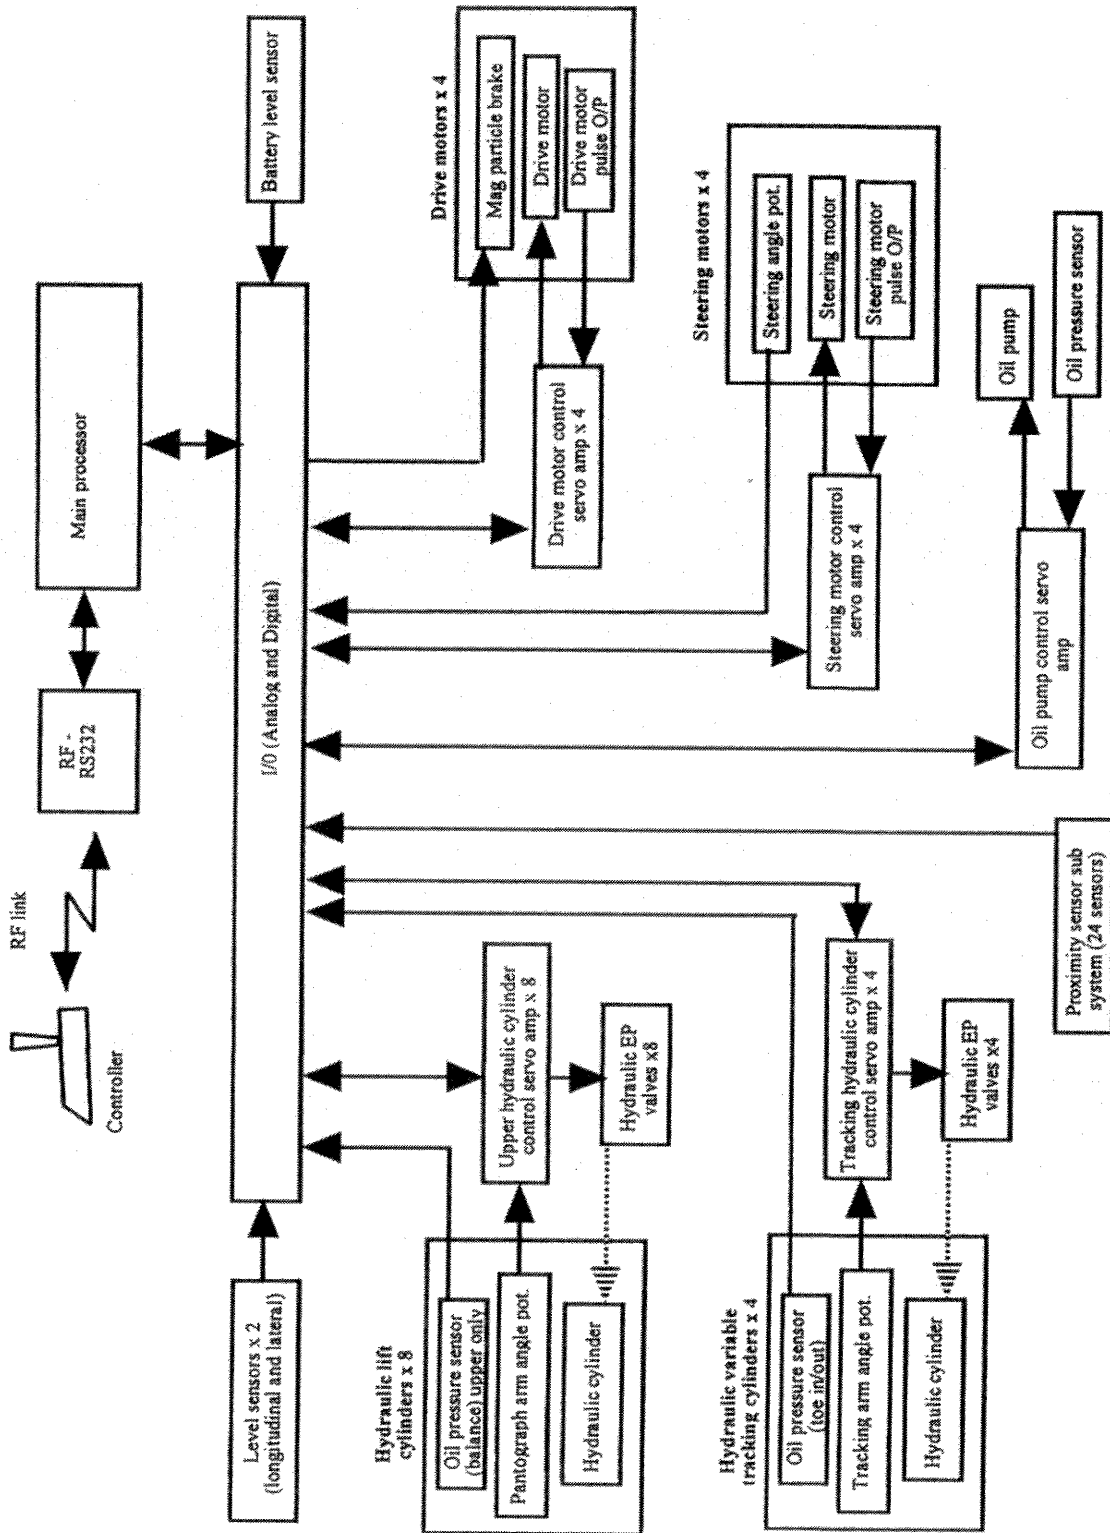 Controller
RF link
RF -
RS232
Main processor
Level sensors x 2
(longitudinal and lateral)
I/0 (Analog and Digital)
Battery level sensor
Hydraulic lift
cylinders x 8
Oil pressure sensor
(balance) upper only
Pantograph arm angle pot.
Hydraulic cylinder
Upper hydraulic cylinder
control servo amp x 8
Hydraulic EP
valves x8
Drive motors x 4
Mag particle brake
Drive motor
Drive motor
pulse O/P
Drive motor control
servo amp x 4
Hydraulic variable
tracking cylinders x 4
Oil pressure sensor
(toe in/out)
Tracking arm angle pot.
Hydraulic cylinder
Tracking hydraulic cylinder
control servo amp x 4
Hydraulic EP
valves x4
Steering motors x 4
Steering angle pot.
Steering motor
Steering motor
pulse O/P
Steering motor control
servo amp x 4
Proximity sensor sub
system (24 sensors)
Oil pump control servo
amp
Oil pump
Oil pressure sensor